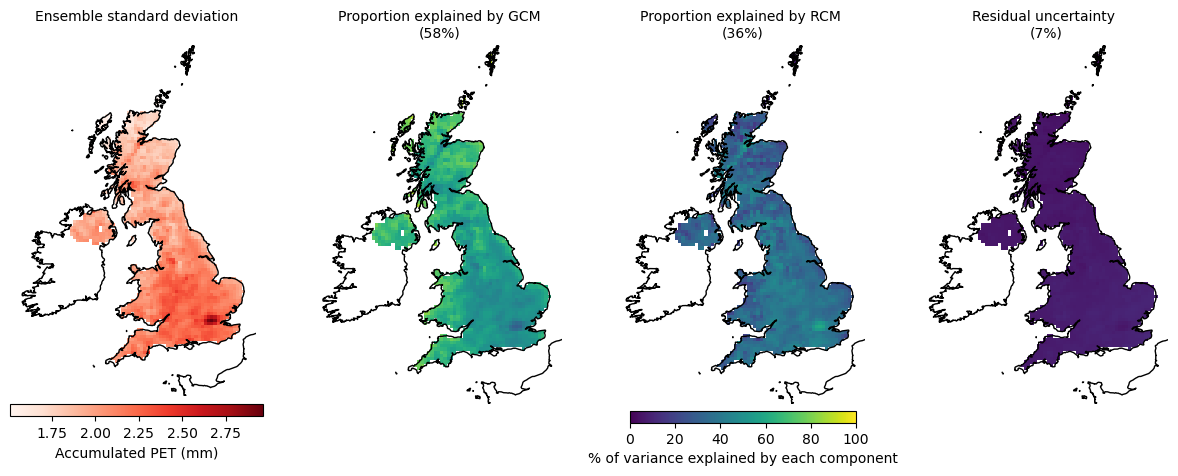 Ensemble standard deviation
Proportion explained by GCM
(58%)
Proportion explained by RCM
(36%)
Residual uncertainty
(7%)
1.75 2.00 2.25 2.50 2.75
Accumulated PET (mm)
0 20 40 60 80 100
% of variance explained by each component